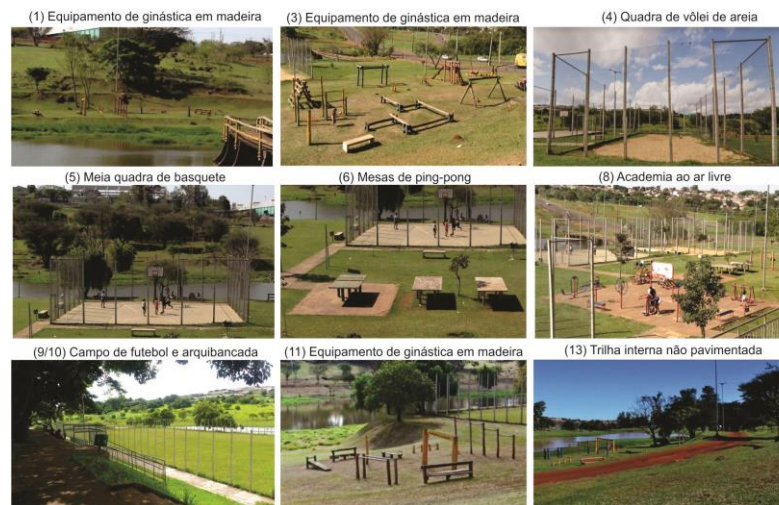 (1) Equipamento de ginástica em madeira
(3) Equipamento de ginástica em madeira
(4) Quadra de vôlei de areia
(5) Meia quadra de basquete
(6) Mesas de ping-pong
(8) Academia ao ar livre
(9/10) Campo de futebol e arquibancada
(11) Equipamento de ginástica em madeira
(13) Trilha interna não pavimentada